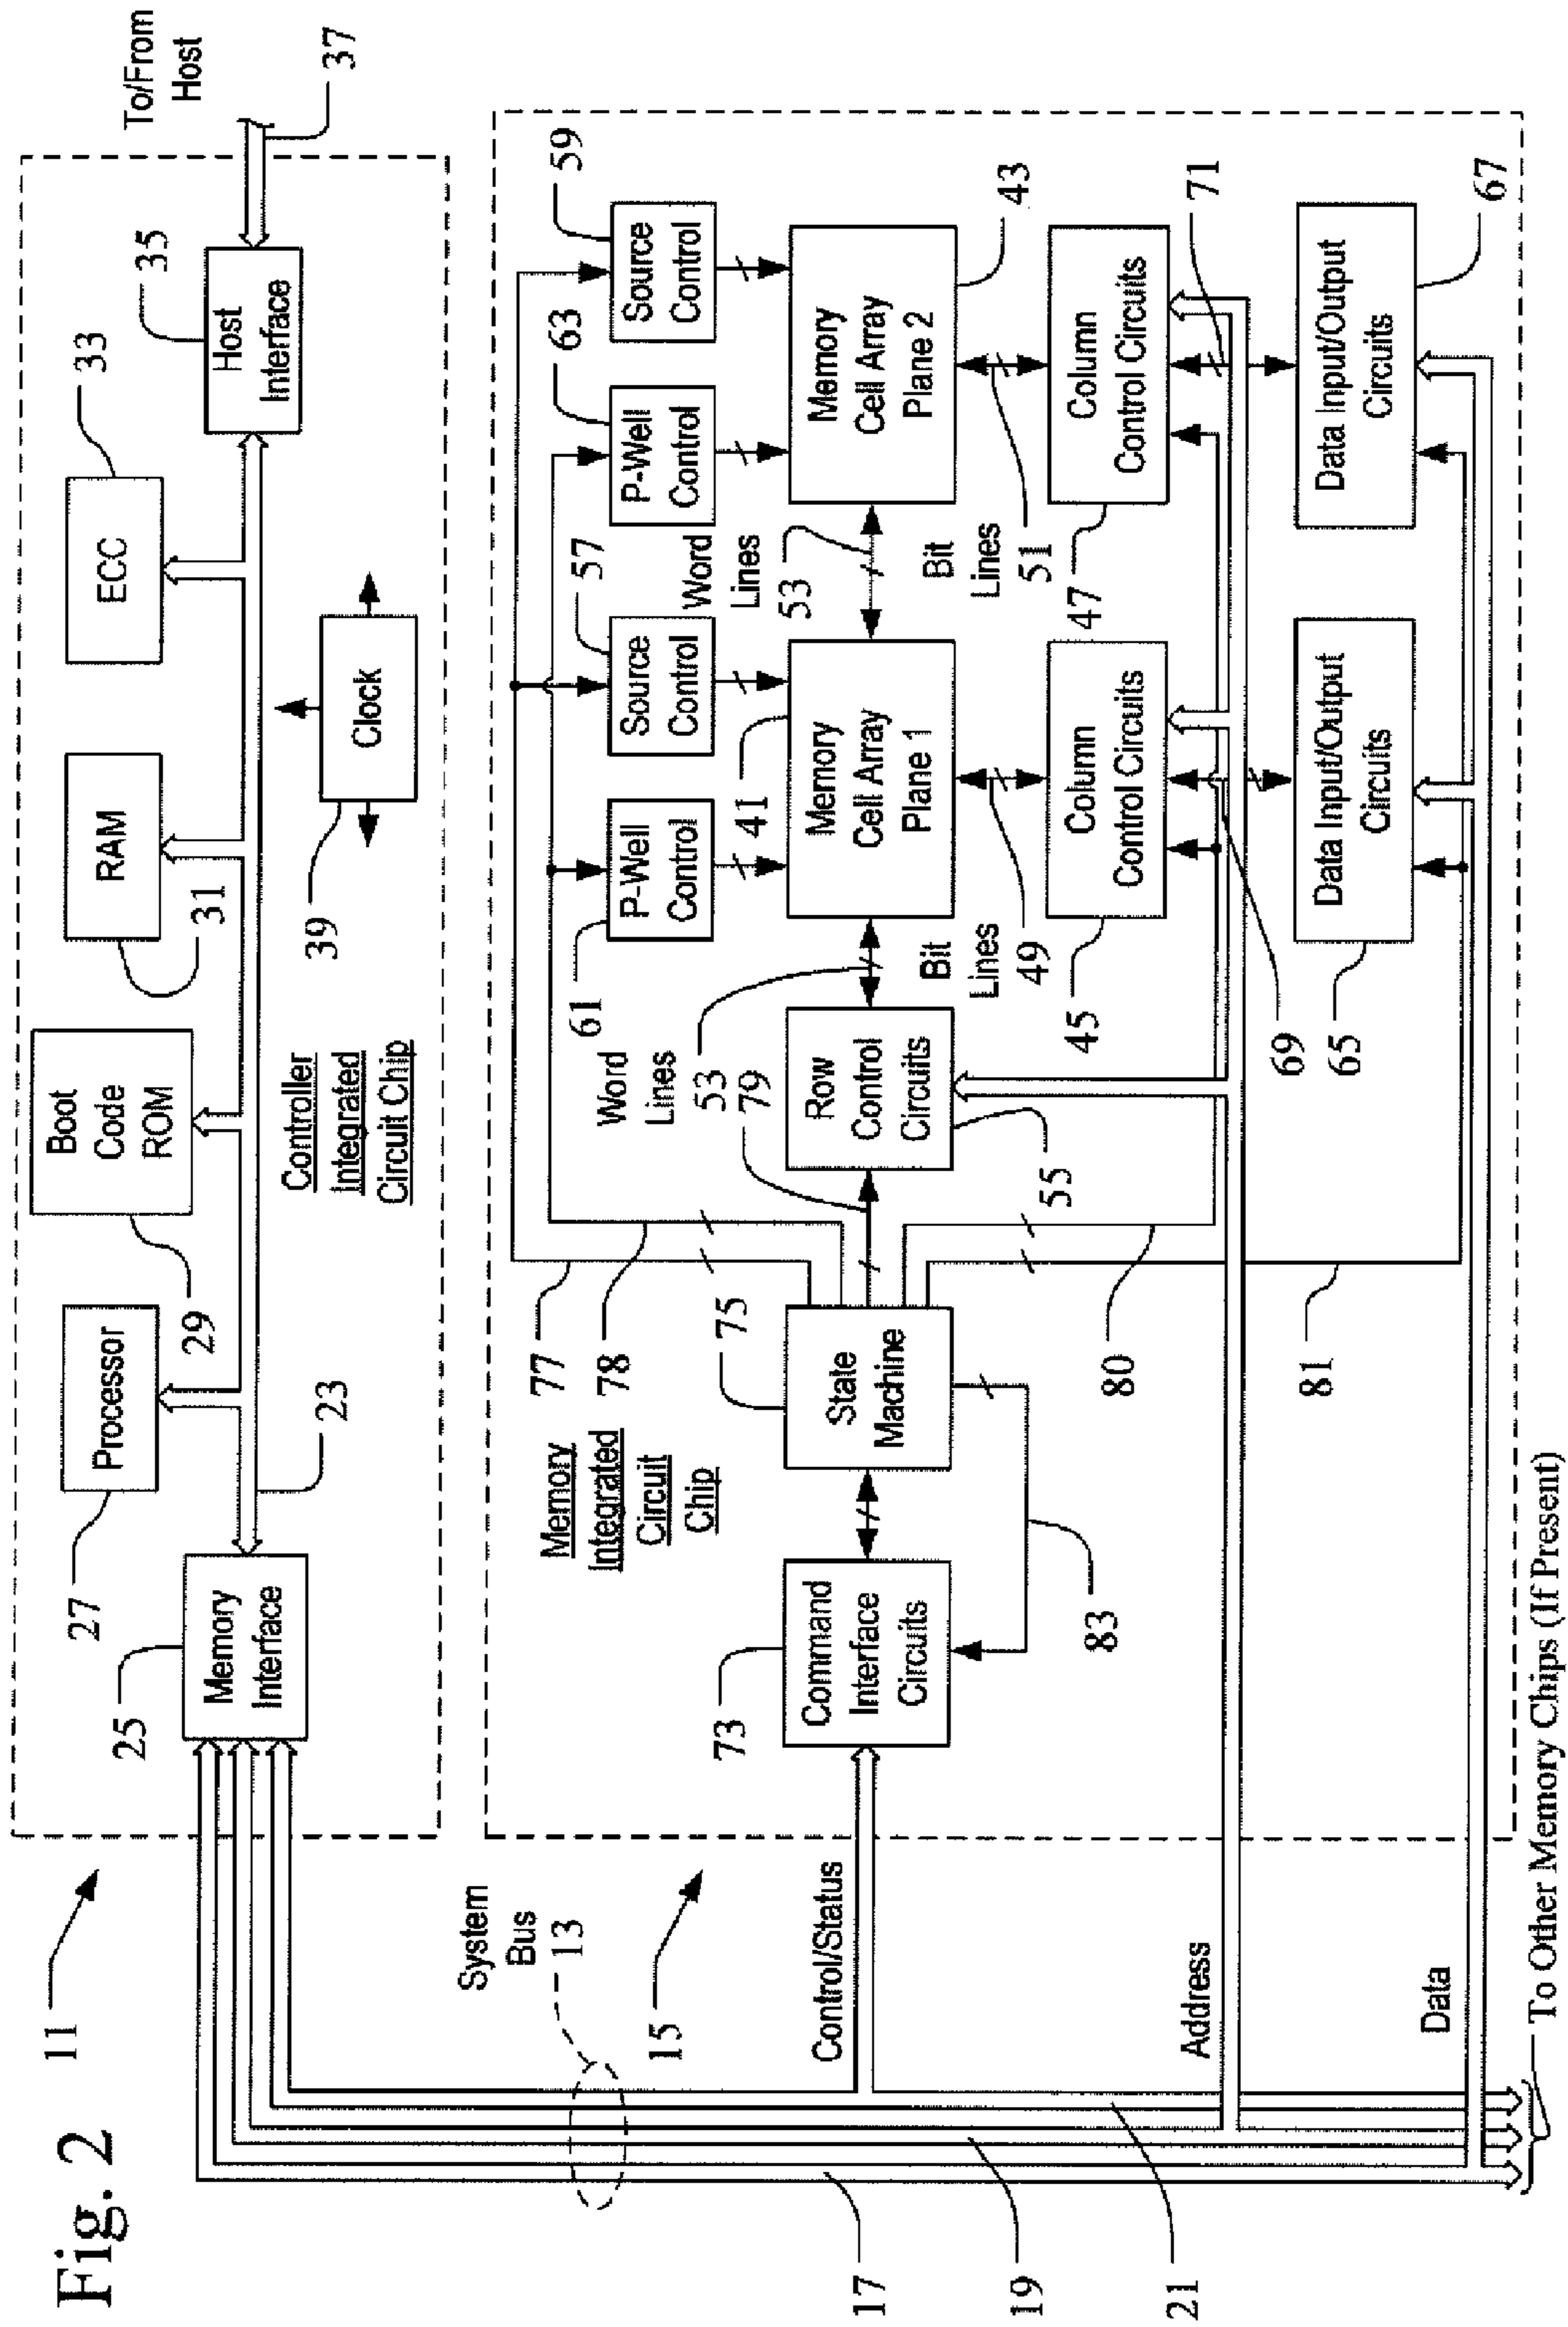 Fig. 2
11
25
Memory
Interface
27
Processor
23
29
Boot
Code
ROM
31
RAM
33
ECC
35
Host
Interface
To/From
Host
37
39
Clock
Controller
Integrated
Circuit Chip
System
Bus
13
15
17
19
21
Control/Status
Address
Data
To Other Memory Chips (If Present)
Memory
Integrated
Circuit
Chip
73
Command
Interface
Circuits
83
75
State
Machine
77
78
79
80
81
Row
Control
Circuits
55
Word
Lines
53
61
P-Well
Control
57
Source
Control
41
Memory
Cell Array
Plane 1
Bit
Lines
49
45
Column
Control Circuits
69
65
Data Input/Output
Circuits
Word
Lines
53
63
P-Well
Control
59
Source
Control
43
Memory
Cell Array
Plane 2
Bit
Lines
51
47
Column
Control Circuits
71
67
Data Input/Output
Circuits